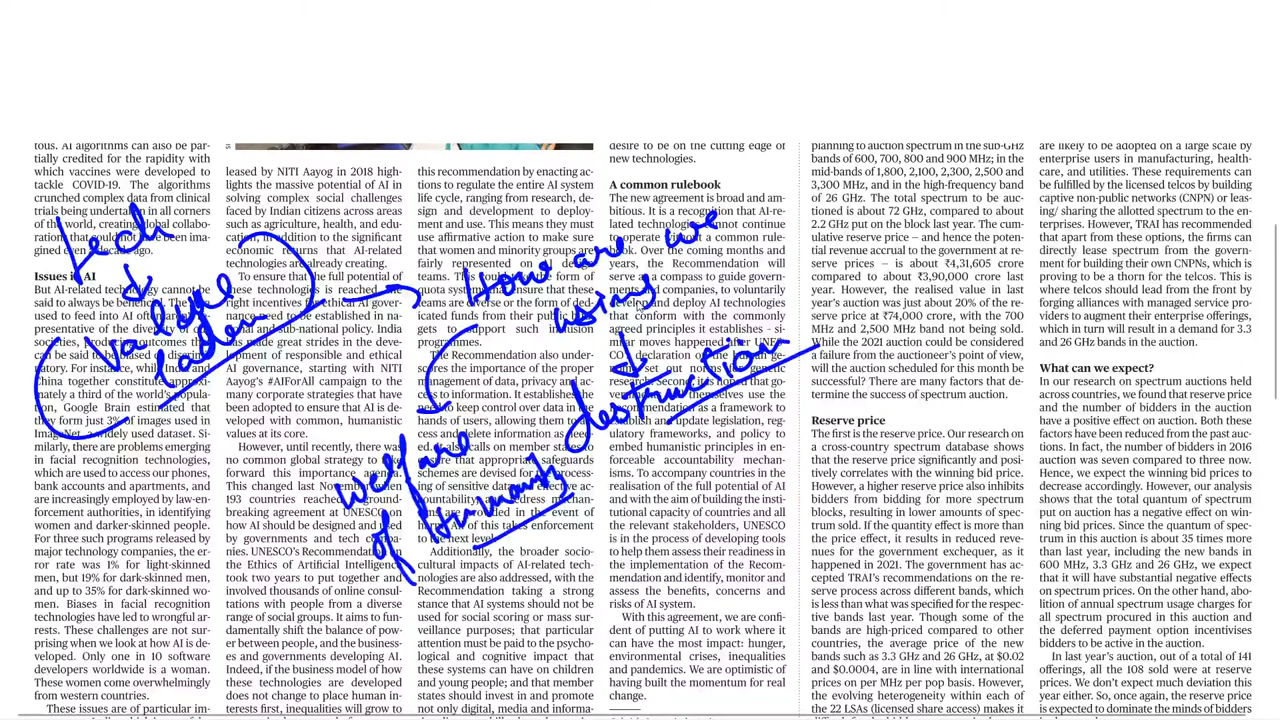 tous. AI algorithms can also be par-
tially credited for the rapidity with
which vaccines were developed to
tackle COVID-19. The algorithms
crunched complex data from clinical
trials being undertaken in all corners
of the world, creating global collabo-
ration that could not have been ima-
gined even a decade ago.
Issues in AI
But AI-related technology cannot be
said to always be beneficial. The
used to feed into AI often
presentative of the diversity of
societies, producing outcomes that
can be said to be
tory. For instance, while and
China together constitute approxi-
mately a third of the world's popula-
tion, Google Brain estimated that
they form just 3% of images used in
ImageNet, a widely used dataset. Si-
milarly, there are problems emerging
in facial recognition technologies,
which are used to access our phones,
bank accounts and apartments, and
are increasingly employed by law-en-
forcement authorities, in identifying
women and darker-skinned people.
For three such programs released by
major technology companies, the er-
ror rate was 1% for light-skinned
men, but 19% for dark-skinned men,
and up to 35% for dark-skinned wo-
men. Biases in facial recognition
technologies have led to wrongful ar-
rests. These challenges are not sur-
prising when we look at how AI is de-
veloped. Only one in 10 software
developers worldwide is a woman.
These women come overwhelmingly
from western countries.
These issues are of particular im-
leased by NITI Aayog in 2018 high-
lights the massive potential of AI in
solving complex social challenges
faced by Indian citizens across areas
such as agriculture, health, and edu-
cation, in addition to the significant
economic returns that AI-related
technologies are already creating.
To ensure that the full potential of
these technologies is reached, the
right incentives for ethical AI gover-
nance need to be established in na-
tional and sub-national policy. India
has made great strides in the deve-
lopment of responsible and ethical
AI governance, starting with NITI
Aayog's #AIForAll campaign to the
many corporate strategies that have
been adopted to ensure that AI is de-
veloped with common, humanistic
values at its core.
However, until recently, there was
no common global strategy to take
forward this important agenda.
This changed last November when
193 countries reached a ground-
breaking agreement at UNESCO on
how AI should be designed and used
by governments and tech compa-
nies. UNESCO's Recommendation on
the Ethics of Artificial Intelligence
took two years to put together and
involved thousands of online consul-
tations with people from a diverse
range of social groups. It aims to fun-
damentally shift the balance of pow-
er between people, and the business-
es and governments developing AI.
Indeed, if the business model of how
these technologies are developed
does not change to place human in-
terests first, inequalities will grow to
this recommendation by enacting ac-
tions to regulate the entire AI system
life cycle, ranging from research, de-
sign and development to deploy-
ment and use. This means they must
use affirmative action to make sure
that women and minority groups are
fairly represented on AI design
teams. This could take the form of
quota systems that ensure that these
teams are diverse or the form of ded-
icated funds from their public bud-
gets to support such inclusion
programmes.
The Recommendation also under-
scores the importance of the proper
management of data, privacy and ac-
cess to information. It establishes the
need to keep control over data in the
hands of users, allowing them to ac-
cess and delete information as need-
ed. It also calls on member states to
ensure that appropriate safeguards
schemes are devised for the process-
ing of sensitive data and effective ac-
countability, and redress mechan-
isms are provided in the event of
harm. All of this takes enforcement
to the next level.
Additionally, the broader socio-
cultural impacts of AI-related tech-
nologies are also addressed, with the
Recommendation taking a strong
stance that AI systems should not be
used for social scoring or mass sur-
veillance purposes; that particular
attention must be paid to the psycho-
logical and cognitive impact that
these systems can have on children
and young people; and that member
states should invest in and promote
not only digital, media and informa-
desire to be on the cutting edge of
new technologies.
A common rulebook
The new agreement is broad and am-
bitious. It is a recognition that AI-re-
lated technologies cannot continue
to operate without a common rule-
book. Over the coming months and
years, the Recommendation will
serve as a compass to guide govern-
ments and companies, to voluntarily
develop and deploy AI technologies
that conform with the commonly
agreed principles it establishes - si-
milar moves happened after UNES-
CO's declaration on the human ge-
nome set out norms for genetic
research. Second, it is hoped that go-
vernments will themselves use the
Recommendation as a framework to
establish and update legislation, reg-
ulatory frameworks, and policy to
embed humanistic principles in en-
forceable accountability mechan-
isms. To accompany countries in the
realisation of the full potential of AI
and with the aim of building the insti-
tutional capacity of countries and all
the relevant stakeholders, UNESCO
is in the process of developing tools
to help them assess their readiness in
the implementation of the Recom-
mendation and identify, monitor and
assess the benefits, concerns and
risks of AI system.
With this agreement, we are confi-
dent of putting AI to work where it
can have the most impact: hunger,
environmental crises, inequalities
and pandemics. We are optimistic of
having built the momentum for real
change.
planning to auction spectrum in the sub-GHz
bands of 600, 700, 800 and 900 MHz; in the
mid-bands of 1,800, 2,100, 2,300, 2,500 and
3,300 MHz, and in the high-frequency band
of 26 GHz. The total spectrum to be auc-
tioned is about 72 GHz, compared to about
2.2 GHz put on the block last year. The cu-
mulative reserve price — and hence the poten-
tial revenue accrual to the government at re-
serve prices — is about ₹4,31,605 crore
compared to about ₹3,90,000 crore last
year. However, the realised value in last
year's auction was just about 20% of the re-
serve price at ₹74,000 crore, with the 700
MHz and 2,500 MHz band not being sold.
While the 2021 auction could be considered
a failure from the auctioneer's point of view,
will the auction scheduled for this month be
successful? There are many factors that de-
termine the success of spectrum auction.
Reserve price
The first is the reserve price. Our research on
a cross-country spectrum database shows
that the reserve price significantly and posi-
tively correlates with the winning bid price.
However, a higher reserve price also inhibits
bidders from bidding for more spectrum
blocks, resulting in lower amounts of spec-
trum sold. If the quantity effect is more than
the price effect, it results in reduced reve-
nues for the government exchequer, as it
happened in 2021. The government has ac-
cepted TRAI's recommendations on the re-
serve process across different bands, which
is less than what was specified for the respec-
tive bands last year. Though some of the
bands are high-priced compared to other
countries, the average price of the new
bands such as 3.3 GHz and 26 GHz, at $0.02
and $0.0004, are in line with international
prices on per MHz per pop basis. However,
the evolving heterogeneity within each of
the 22 LSAs (licensed share access) makes it
are likely to be adopted on a large scale by
enterprise users in manufacturing, health-
care, and utilities. These requirements can
be fulfilled by the licensed telcos by building
captive non-public networks (CNPN) or leas-
ing/ sharing the allotted spectrum to the en-
terprises. However, TRAI has recommended
that apart from these options, the firms can
directly lease spectrum from the govern-
ment for building their own CNPNs, which is
proving to be a thorn for the telcos. This is
where telcos should lead from the front by
forging alliances with managed service pro-
viders to augment their enterprise offerings,
which in turn will result in a demand for 3.3
and 26 GHz bands in the auction.
What can we expect?
In our research on spectrum auctions held
across countries, we found that reserve price
and the number of bidders in the auction
have a positive effect on auction. Both these
factors have been reduced from the past auc-
tions. In fact, the number of bidders in 2016
auction was seven compared to three now.
Hence, we expect the winning bid prices to
decrease accordingly. However, our analysis
also shows that the total quantum of spectrum
put on auction has a negative effect on win-
ning bid prices. Since the quantum of spec-
trum in this auction is about 35 times more
than last year, including the new bands in
600 MHz, 3.3 GHz and 26 GHz, we expect
that it will have substantial negative effects
on spectrum prices. On the other hand, abo-
lition of annual spectrum usage charges for
all spectrum procured in this auction and
the deferred payment option incentivises
bidders to be active in the auction.
In last year's auction, out of a total of 141
offerings, all the 108 sold were at reserve
prices. We don't expect much deviation this
year either. So, once again, the reserve price
is expected to dominate the minds of bidders
tech
is
Value
laden
How are we
using
it
destruction
welfare
of Humanity